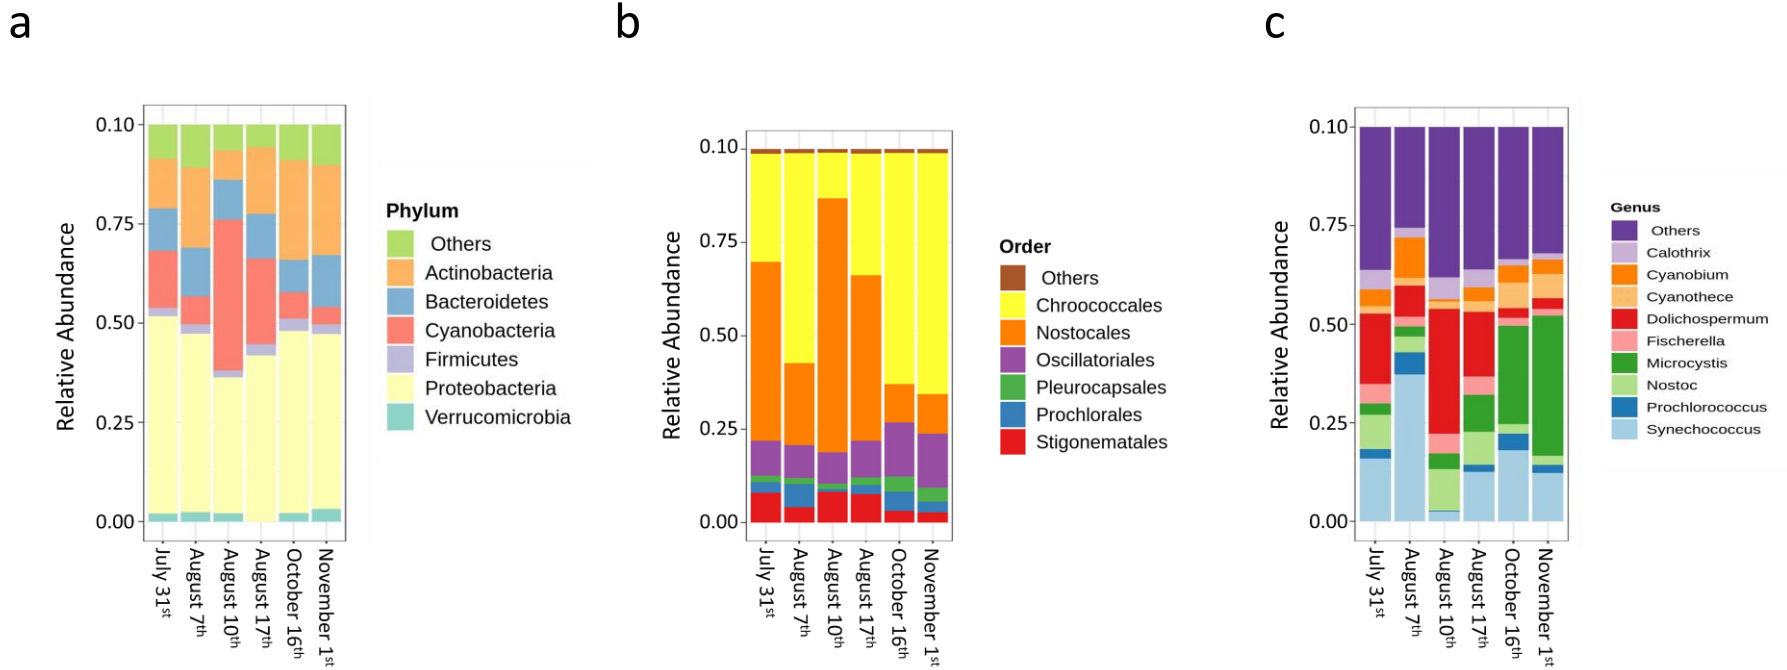 a
Relative Abundance
0.10
0.75
0.50
0.25
0.00
July 31st
August 7th
August 10th
August 17th
October 16th
November 1st
Phylum
Others
Actinobacteria
Bacteroidetes
Cyanobacteria
Firmicutes
Proteobacteria
Verrucomicrobia
b
Relative Abundance
0.10
0.75
0.50
0.25
0.00
July 31st
August 7th
August 10th
August 17th
October 16th
November 1st
Order
Others
Chroococcales
Nostocales
Oscillatoriales
Pleurocapsales
Prochlorales
Stigonematales
c
Relative Abundance
0.10
0.75
0.50
0.25
0.00
July 31st
August 7th
August 10th
August 17th
October 16th
November 1st
Genus
Others
Calothrix
Cyanobium
Cyanothece
Dolichospermum
Fischerella
Microcystis
Nostoc
Prochlorococcus
Synechococcus